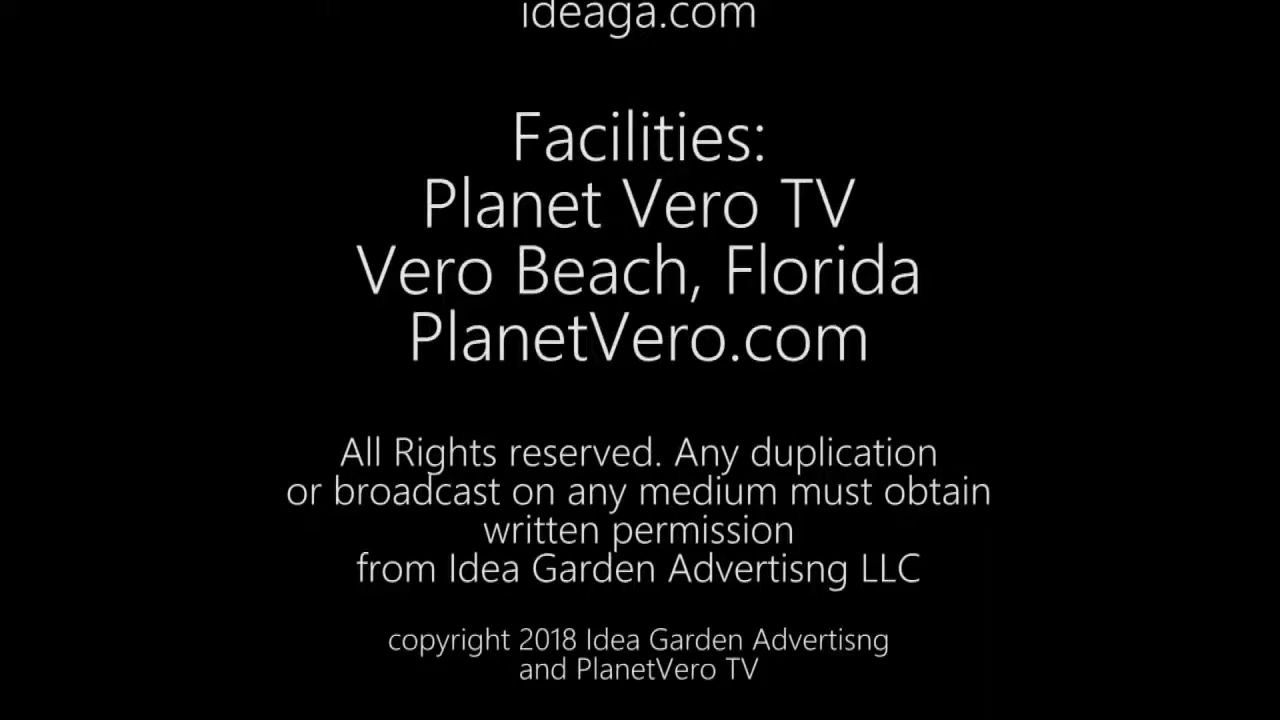 ideaga.com
Facilities:
Planet Vero TV
Vero Beach, Florida
PlanetVero.com
All Rights reserved. Any duplication
or broadcast on any medium must obtain
written permission
from Idea Garden Advertisng LLC
copyright 2018 Idea Garden Advertisng
and PlanetVero TV